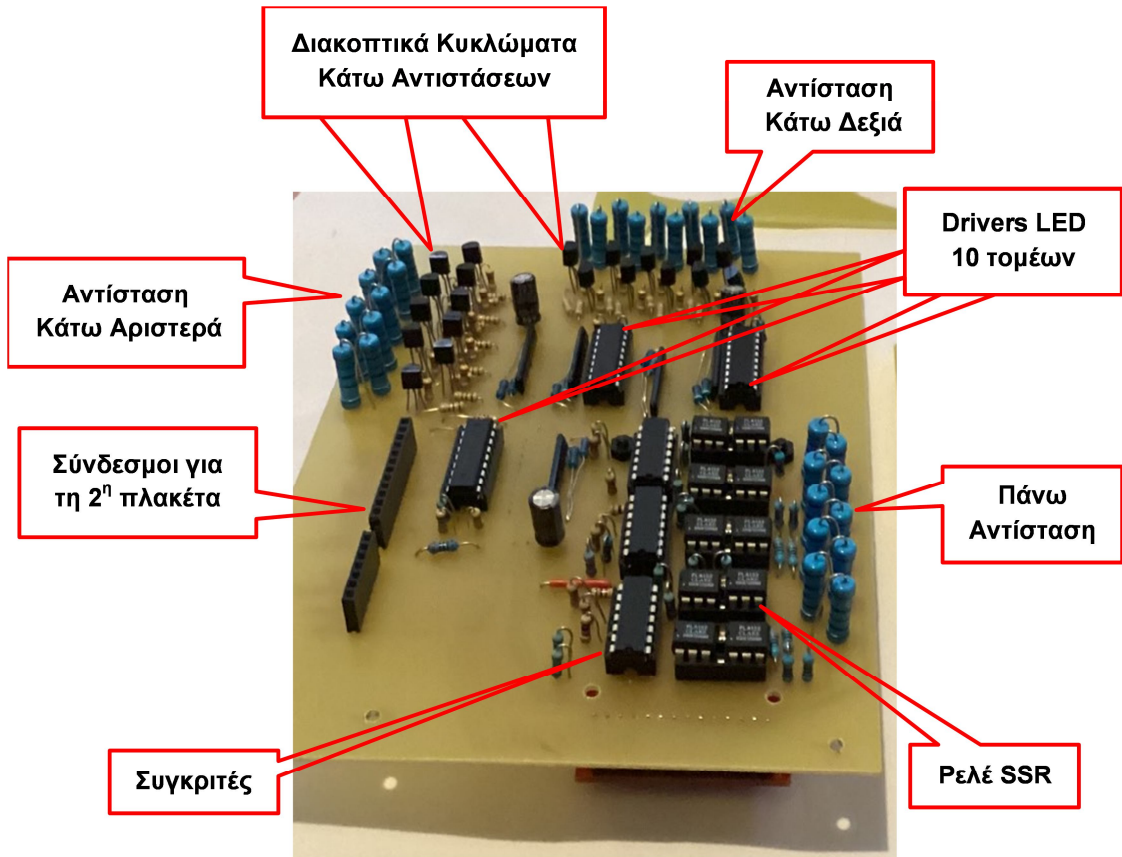 Διακοπτικά Κυκλώματα
Κάτω Αντιστάσεων
Αντίσταση
Κάτω Δεξιά
Drivers LED
10 τομέων
Αντίσταση
Κάτω Αριστερά
Σύνδεσμοι για
τη 2η πλακέτα
Πάνω
Αντίσταση
Συγκριτές
Ρελέ SSR